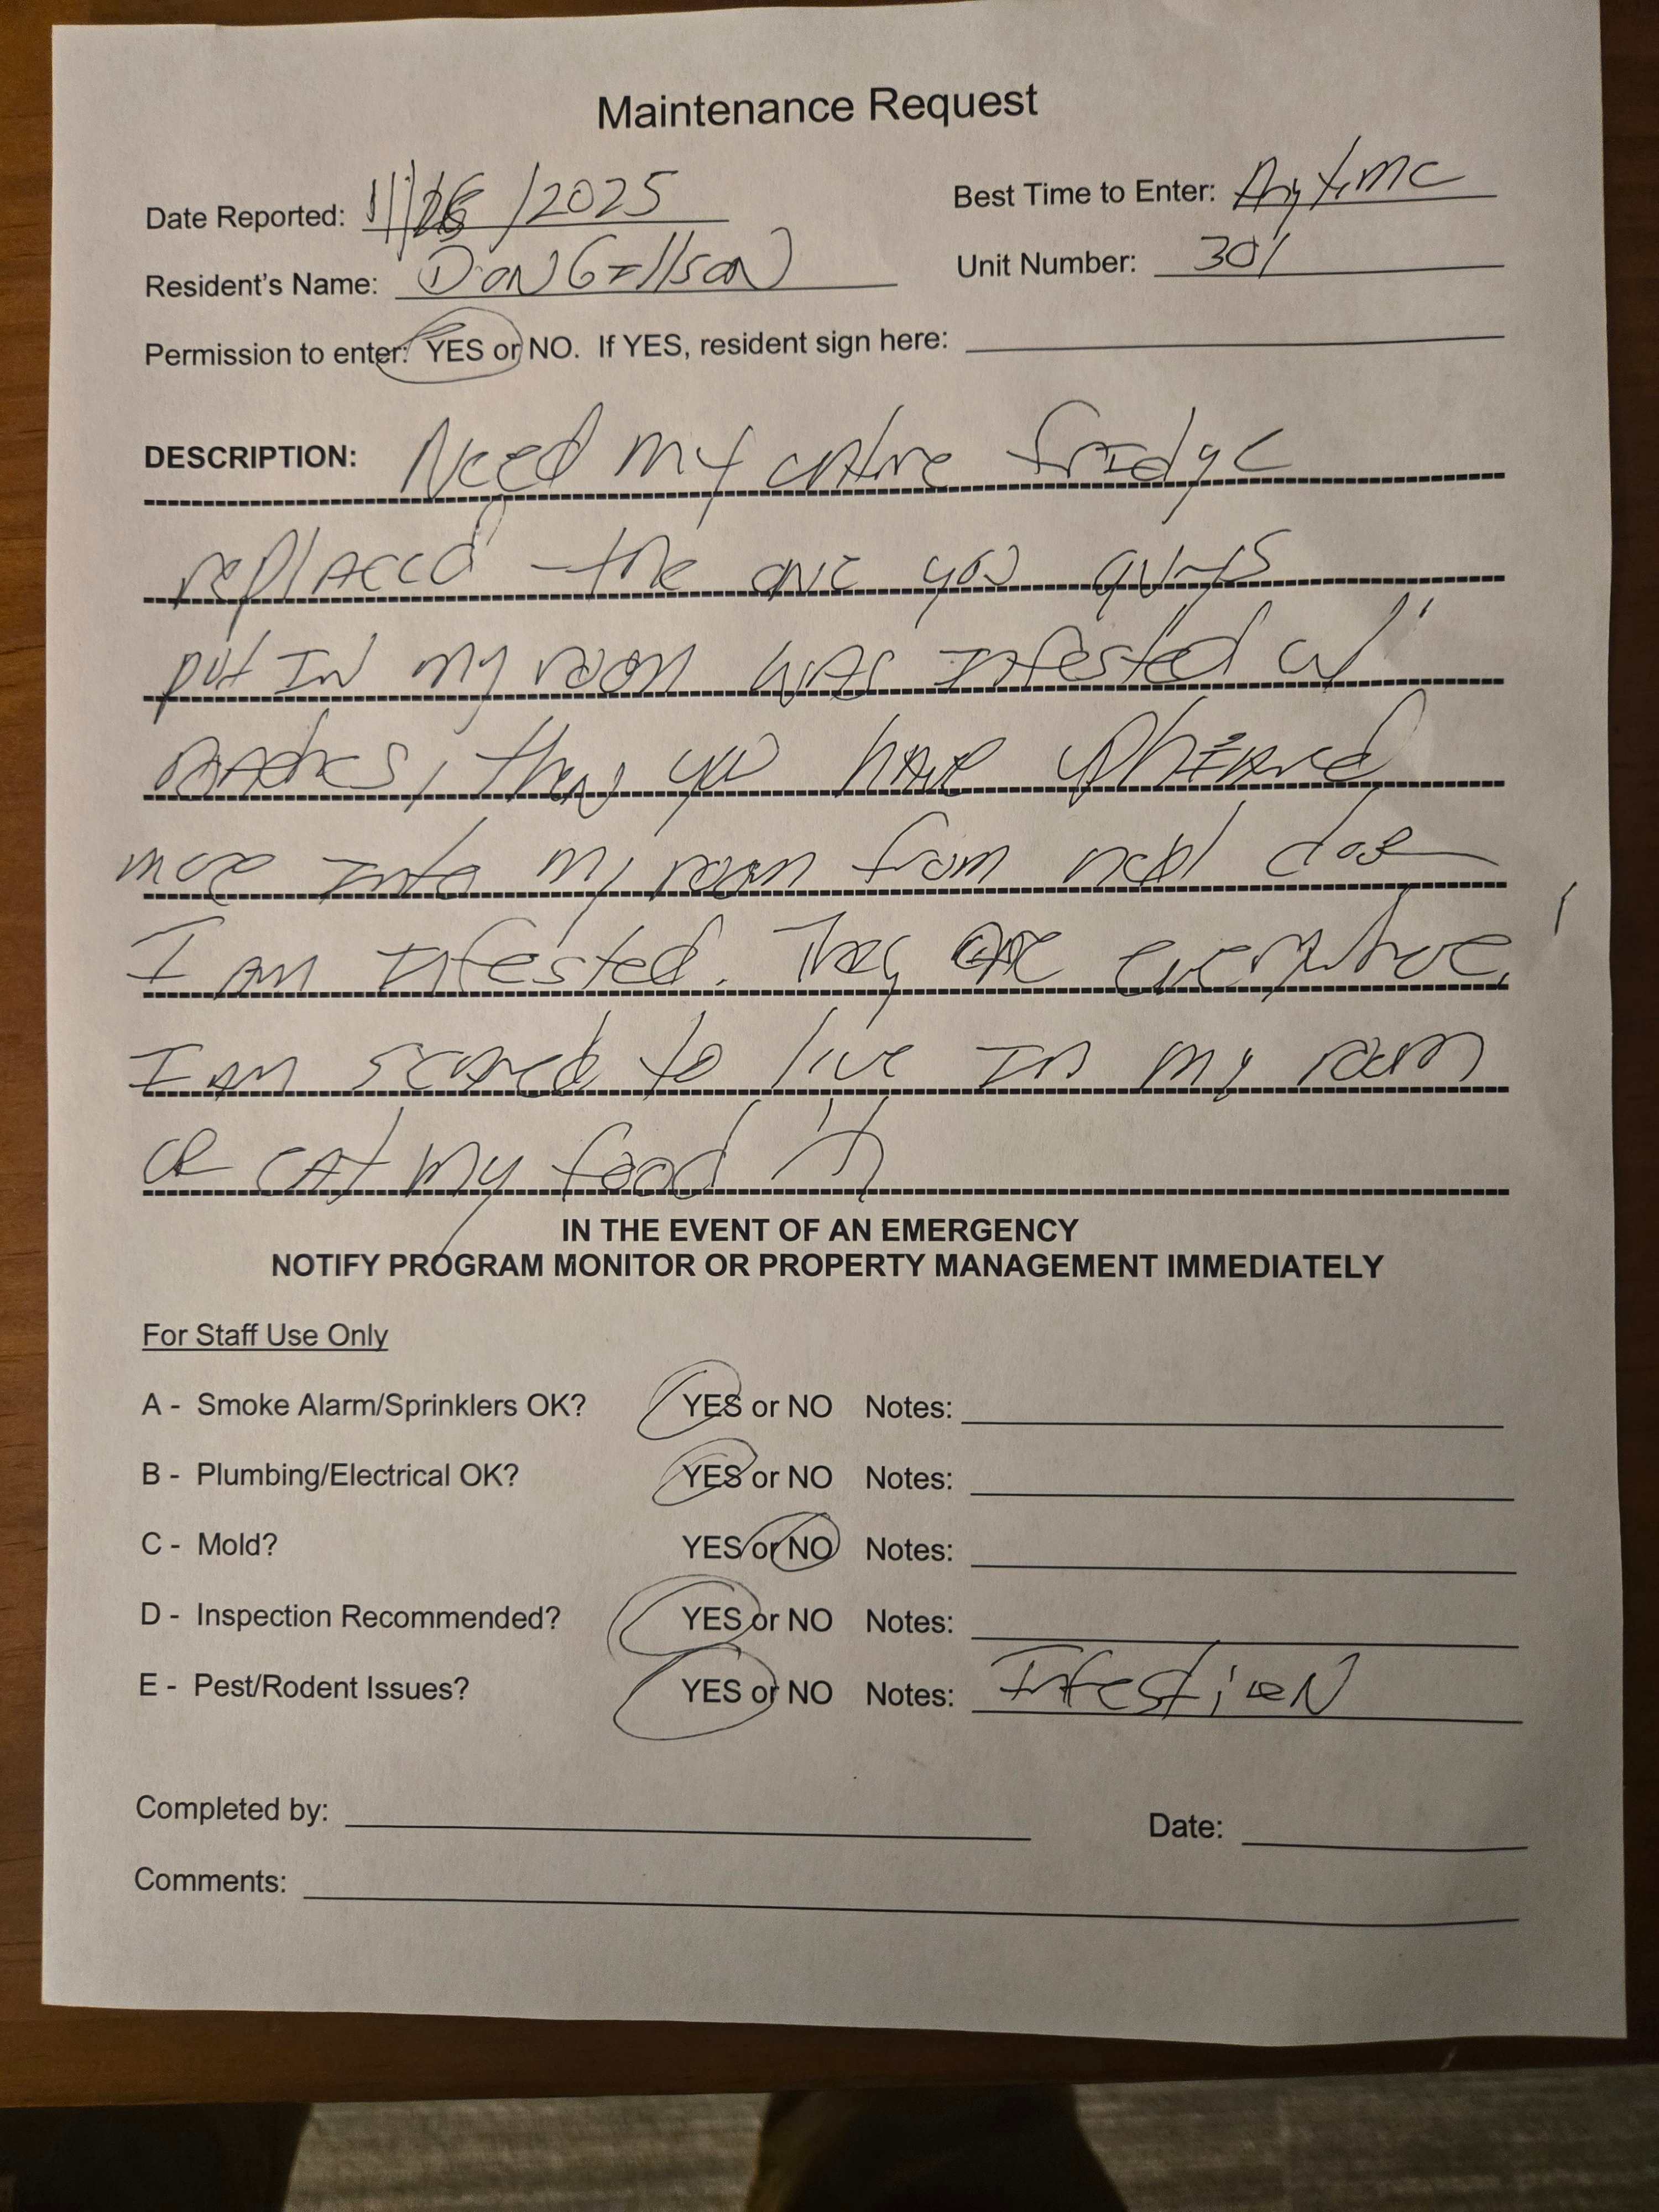 Maintenance Request
Date Reported: 11/26/2025 Best Time to Enter: Anytime
Resident's Name: Don Gillson Unit Number: 301
Permission to enter: YES or NO. If YES, resident sign here:
DESCRIPTION: Need my entire fridge
replaced - the one you guys
put in my room was infested w/
roaches, then you have
more into my room from next door
I am infested. They are everywhere!
I am scared to live in my room
or eat my food
IN THE EVENT OF AN EMERGENCY
NOTIFY PROGRAM MONITOR OR PROPERTY MANAGEMENT IMMEDIATELY
For Staff Use Only
A - Smoke Alarm/Sprinklers OK? YES or NO Notes:
B - Plumbing/Electrical OK? YES or NO Notes:
C - Mold? YES or NO Notes:
D - Inspection Recommended? YES or NO Notes:
E - Pest/Rodent Issues? YES or NO Notes: Infestion
Completed by: Date:
Comments: